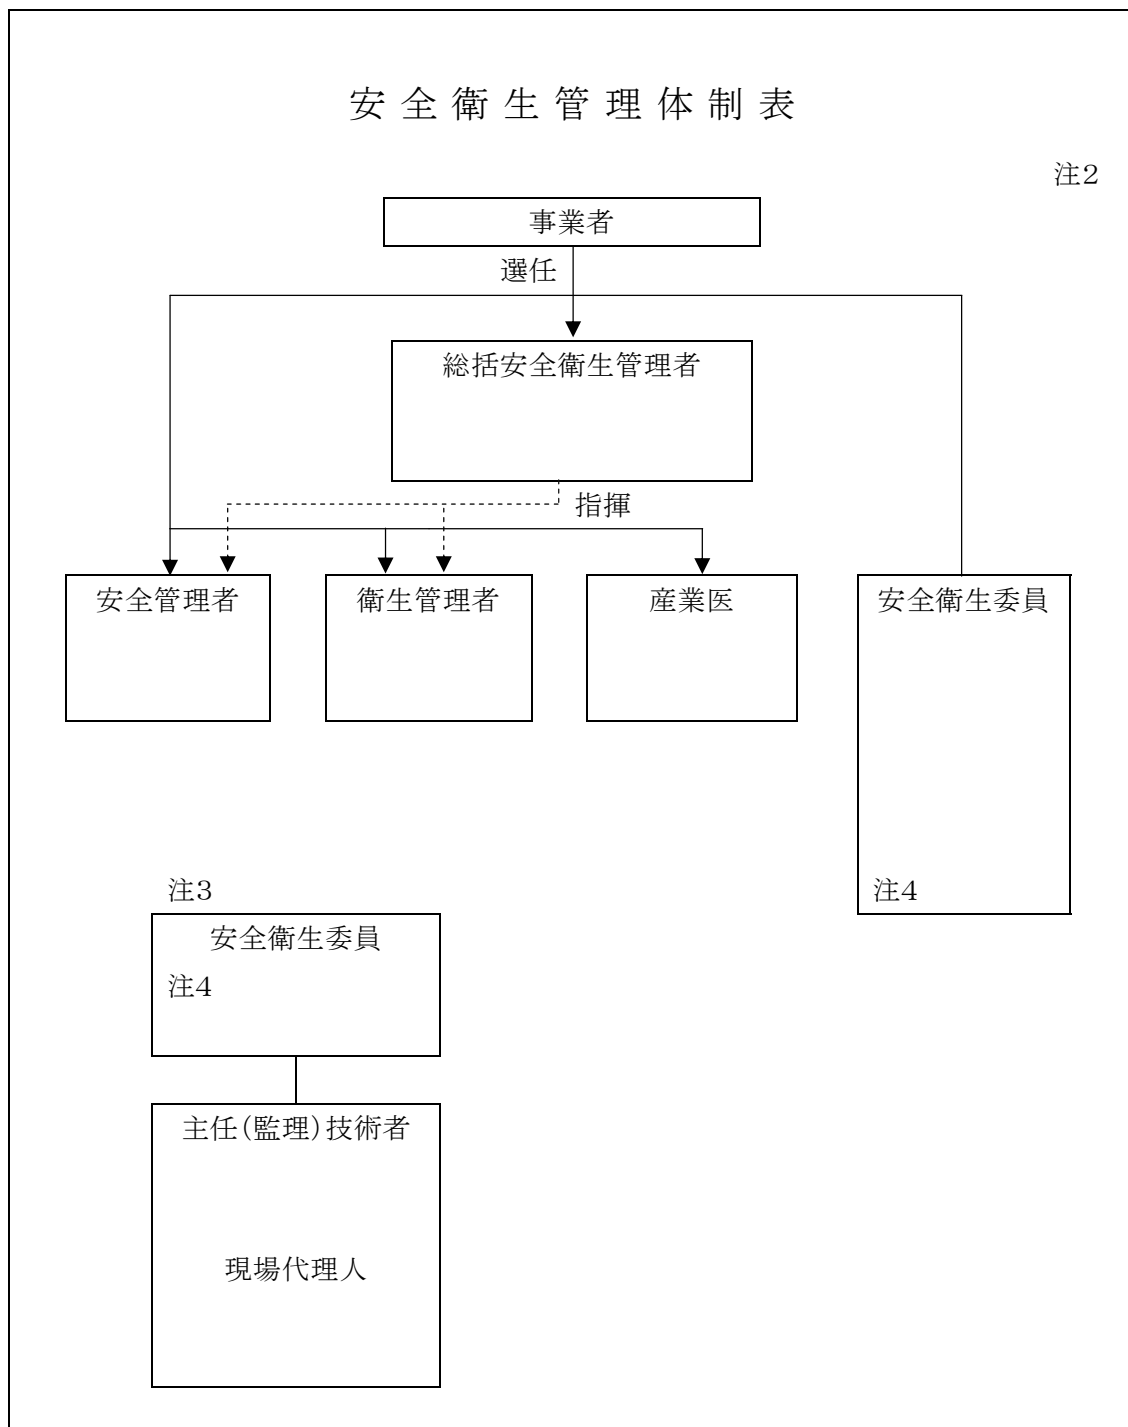 安全衛生管理体制表
注2
事業者
選任
総括安全衛生管理者
指揮
安全管理者
衛生管理者
産業医
安全衛生委員
注4
注3
安全衛生委員
注4
主任(監理)技術者
現場代理人